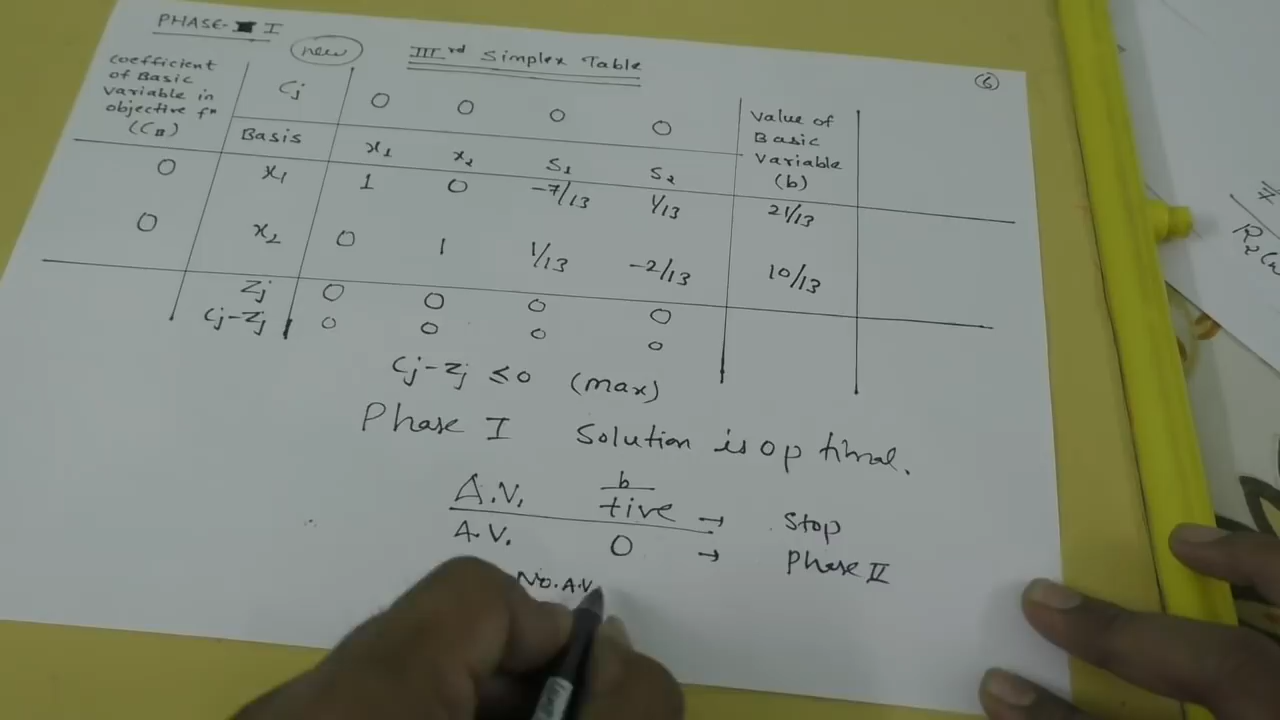 PHASE-I
new
IIIrd Simplex Table
6
coefficient of Basic variable in objective fn (CB)
Cj 0 0 0 0
Value of Basic Variable (b)
Basis x1 x2 S1 S2
0 x1 1 0 -7/13 1/13 21/13
0 x2 0 1 1/13 -2/13 10/13
Zj 0 0 0 0
Cj-Zj 0 0 0 0
Cj-Zj ≤0 (max)
Phase I Solution is optimal.
A.V. b
+ive → Stop
A.V. 0 → Phase II
No. A.V.
R2